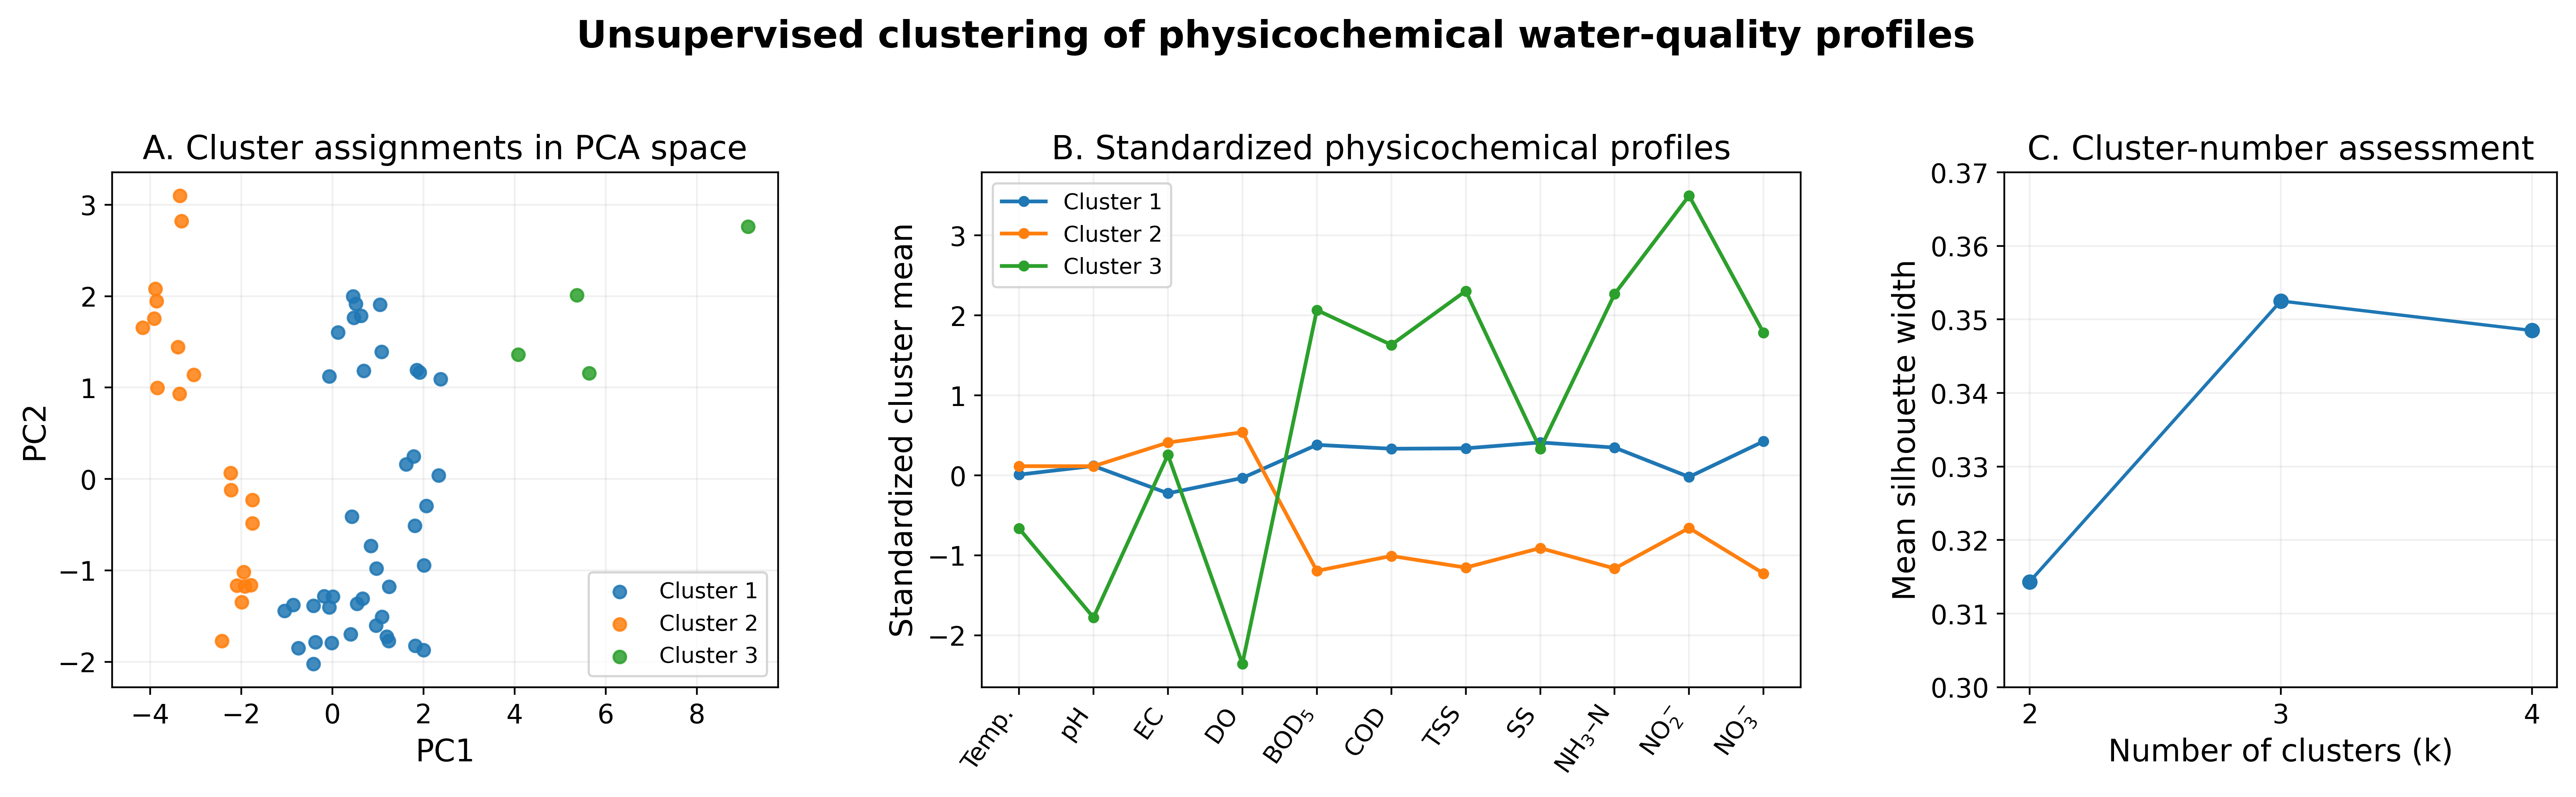 Unsupervised clustering of physicochemical water-quality profiles
A. Cluster assignments in PCA space
3
2
1
0
−1
−2
PC2
−4
−2
0
2
4
6
8
PC1
Cluster 1
Cluster 2
Cluster 3
B. Standardized physicochemical profiles
Cluster 1
Cluster 2
Cluster 3
3
2
1
0
−1
−2
Standardized cluster mean
Temp.
pH
EC
DO
BOD₅
COD
TSS
SS
NH₃−N
NO₂⁻
NO₃⁻
C. Cluster-number assessment
0.37
0.36
0.35
0.34
0.33
0.32
0.31
0.30
Mean silhouette width
2
3
4
Number of clusters (k)